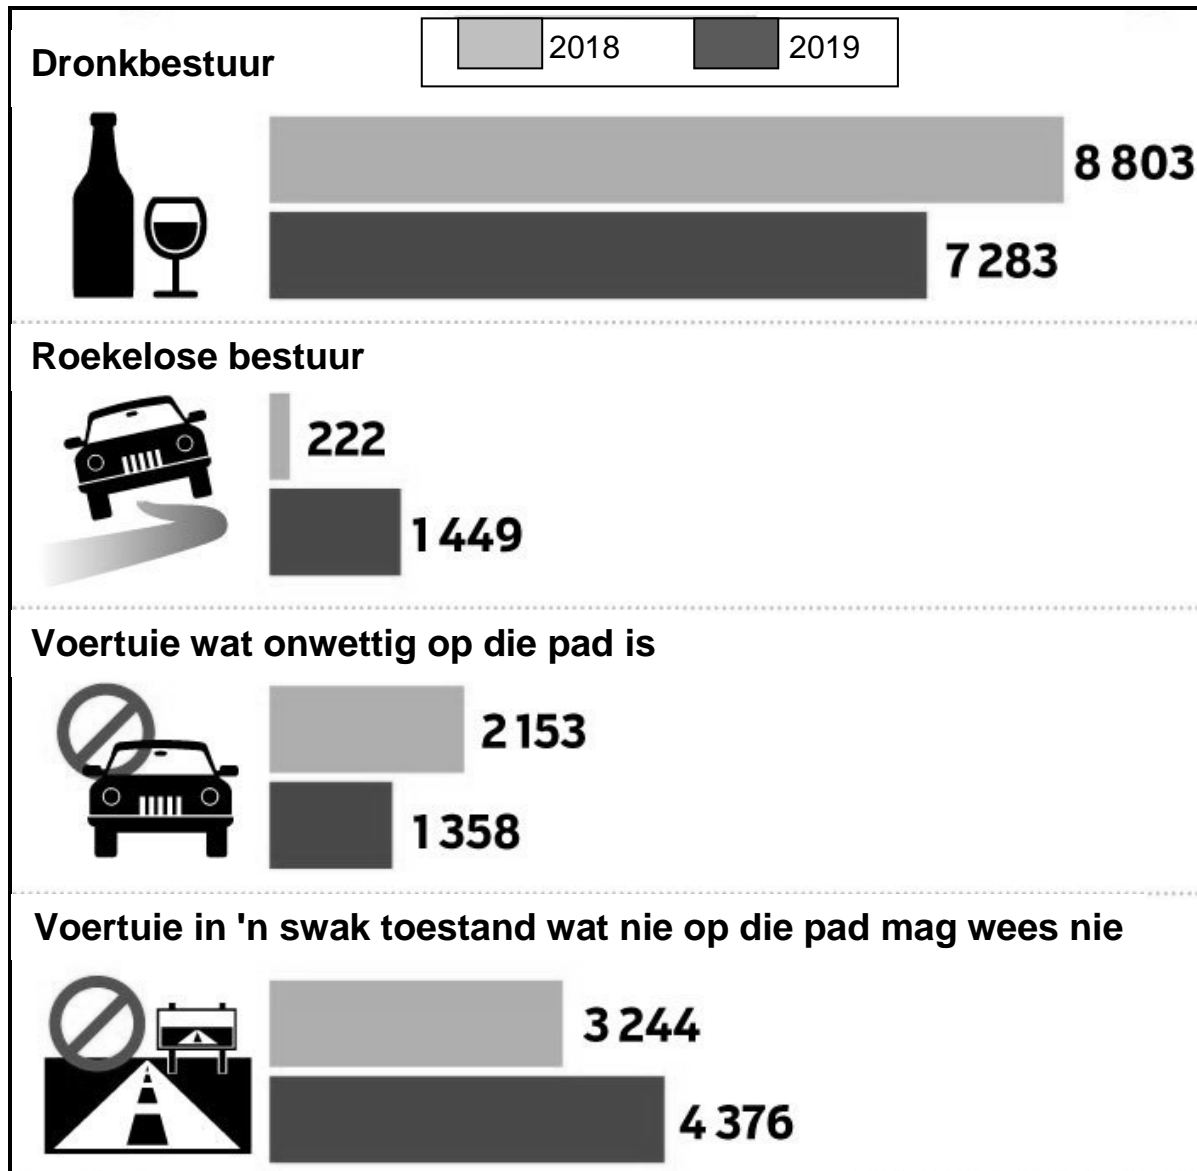 Dronkbestuur
2018 2019
8 803
7 283
Roekelose bestuur
222
1 449
Voertuie wat onwettig op die pad is
2 153
1 358
Voertuie in 'n swak toestand wat nie op die pad mag wees nie
3 244
4 376